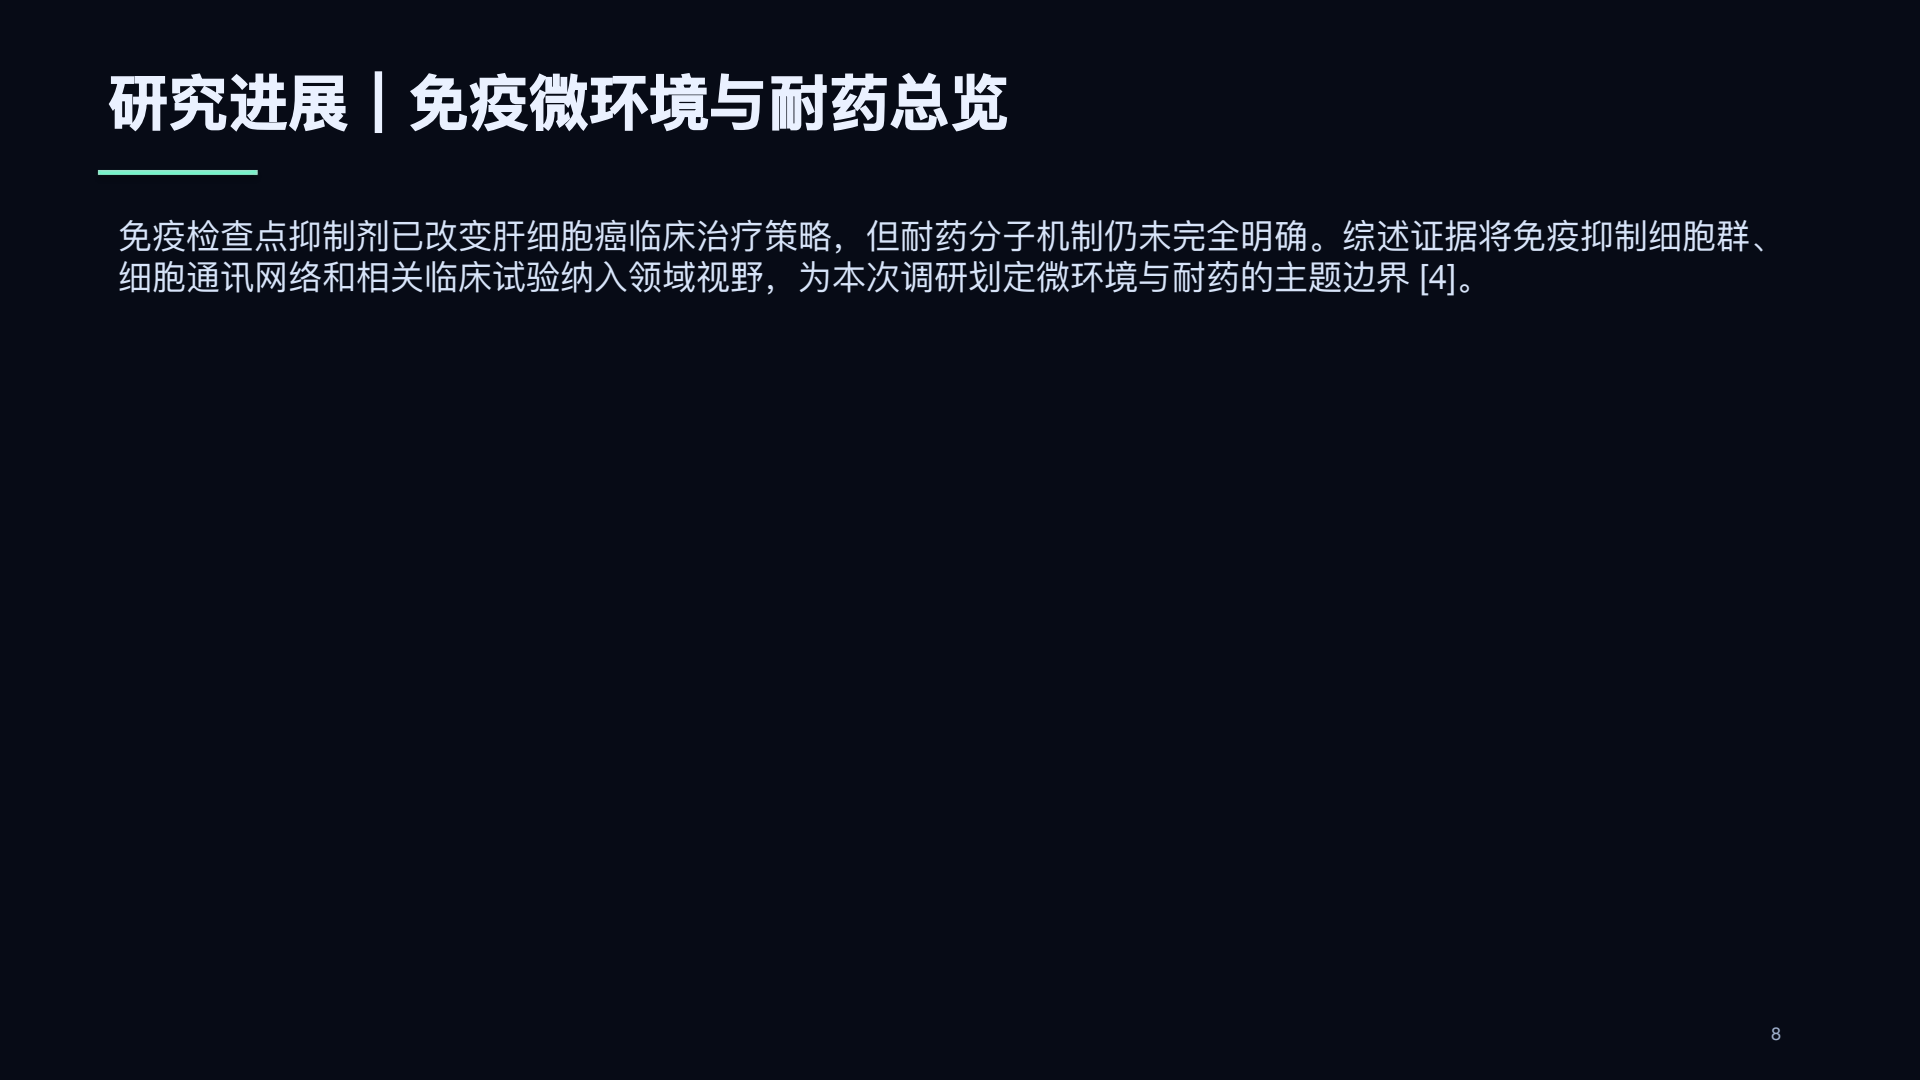 研究进展｜免疫微环境与耐药总览
免疫检查点抑制剂已改变肝细胞癌临床治疗策略，但耐药分子机制仍未完全明确。综述证据将免疫抑制细胞群、
细胞通讯网络和相关临床试验纳入领域视野，为本次调研划定微环境与耐药的主题边界 [4]。
8